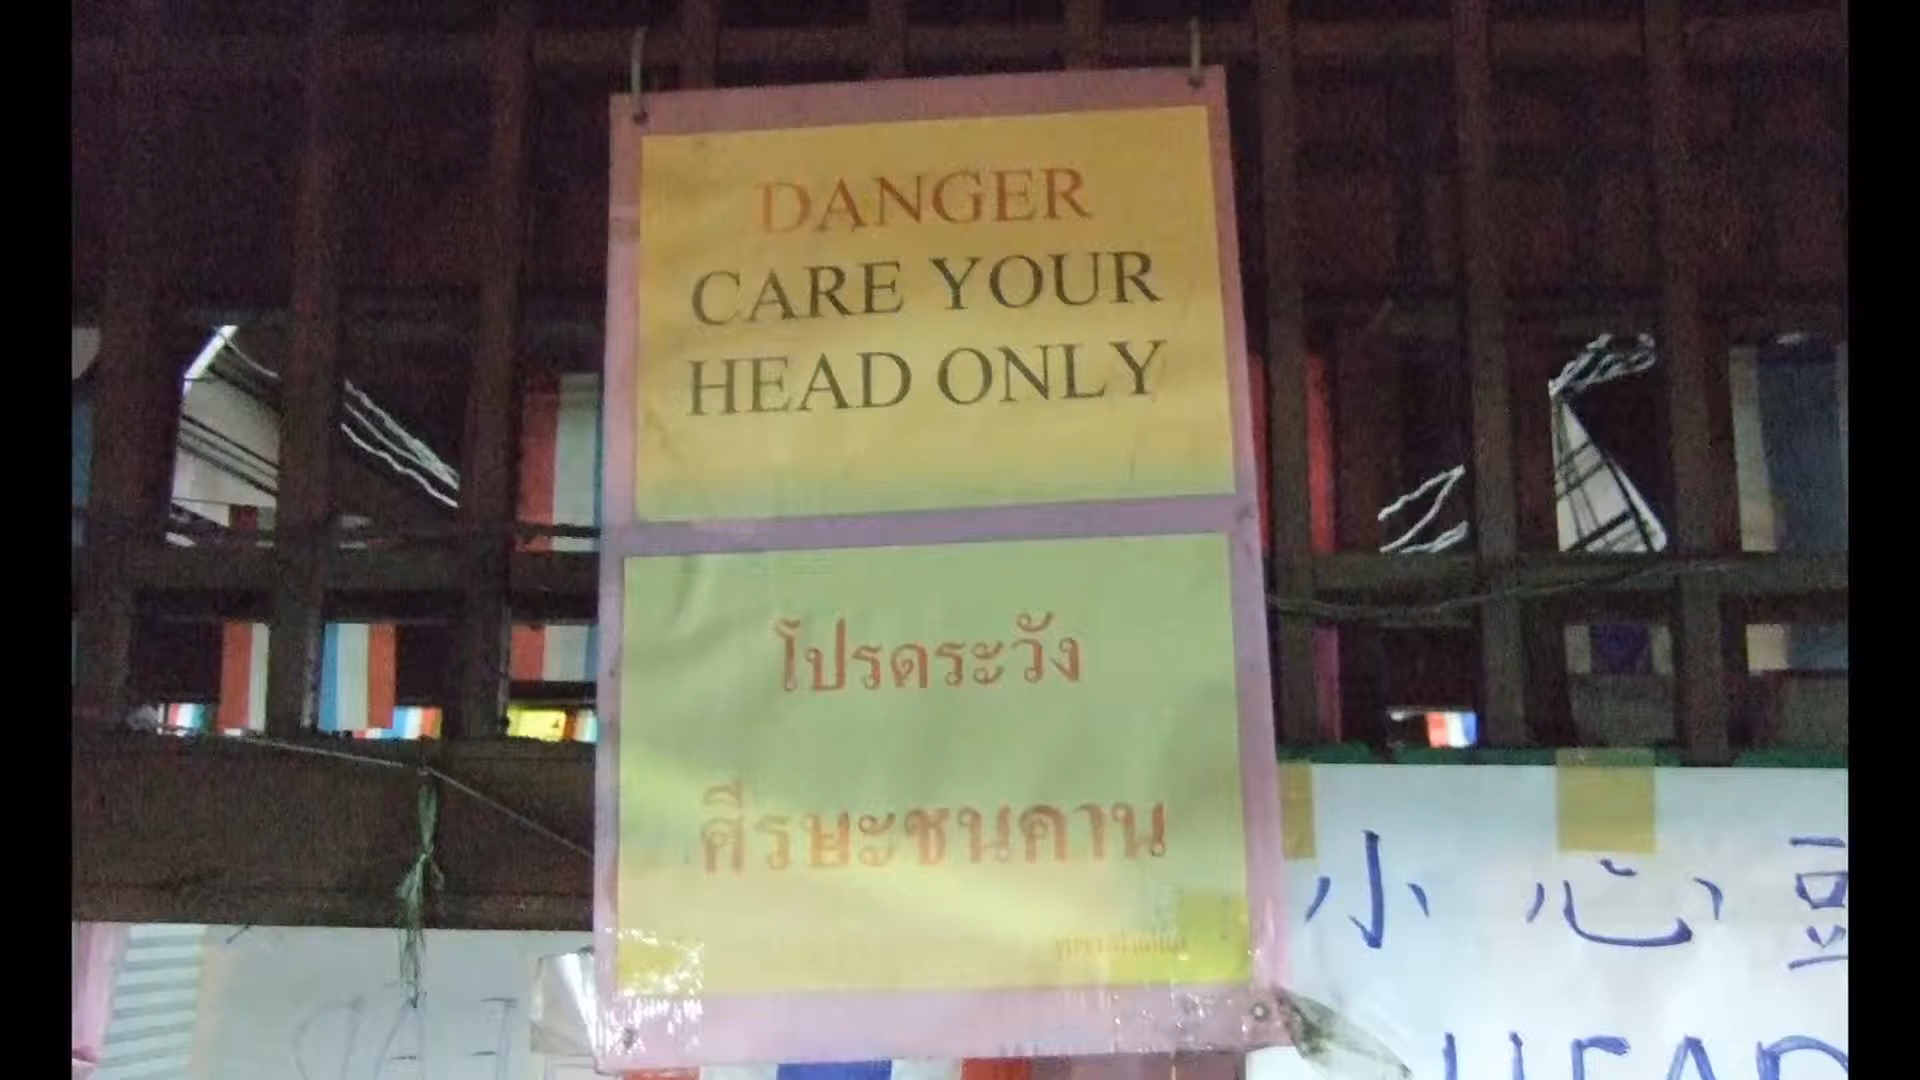 DANGER
CARE YOUR
HEAD ONLY
โปรดระวัง
ศีรษะชนคาน
小心
HEAD